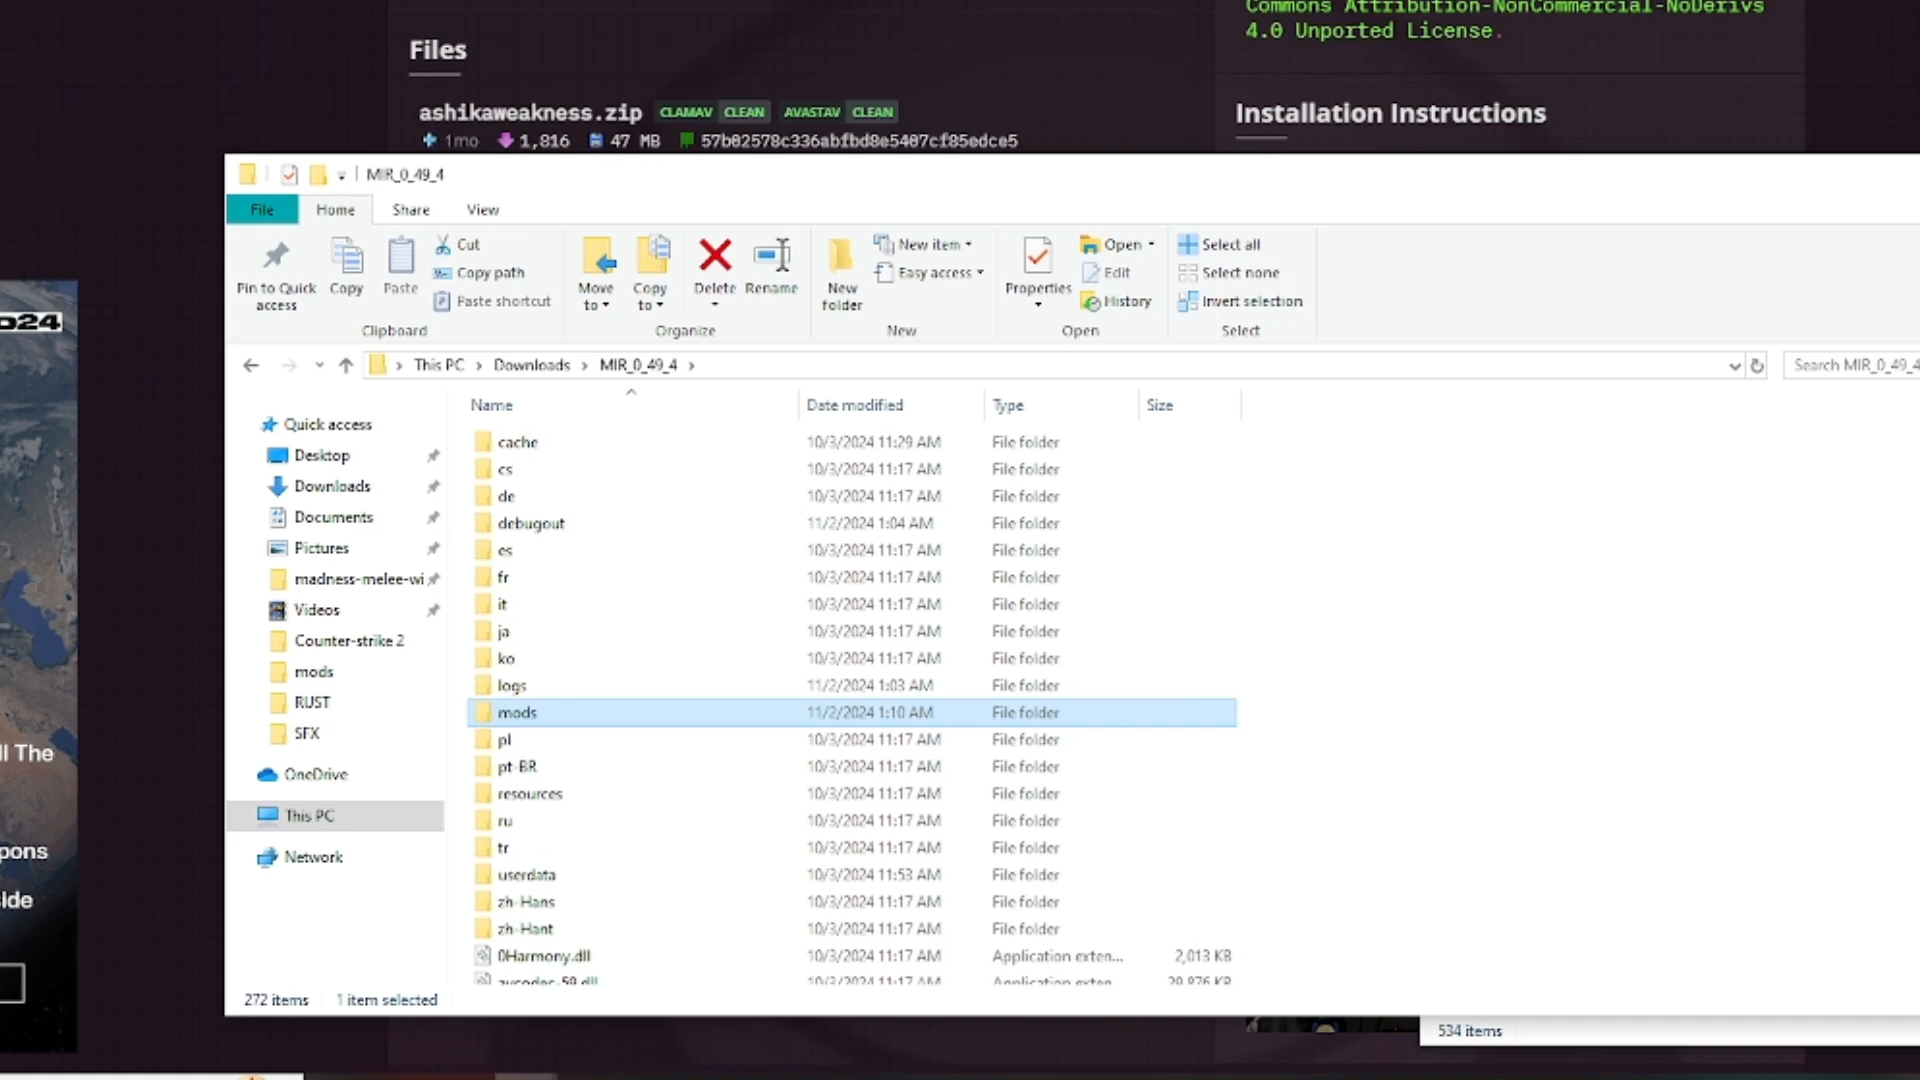 Commons Attribution-NonCommercial-NoDerivs
4.0 Unported License.
Files
Installation Instructions
ashikaweakness.zip CLAMAV CLEAN AVASTAV CLEAN
1mo 1,816 47 MB 57b02578c336abfbd8e5407cf85edce5
MIR_0_49_4
File Home Share View
Pin to Quick access
Copy
Paste
Cut
Copy path
Paste shortcut
Clipboard
Move to
Copy to
Delete
Rename
Organize
New folder
New item
Easy access
New
Properties
Open
Edit
History
Open
Select all
Select none
Invert selection
Select
This PC > Downloads > MIR_0_49_4 >
Search MIR_0_49_4
Quick access
Desktop
Downloads
Documents
Pictures
madness-melee-wi
Videos
Counter-strike 2
mods
RUST
SFX
OneDrive
This PC
Network
Name Date modified Type Size
cache 10/3/2024 11:29 AM File folder
cs 10/3/2024 11:17 AM File folder
de 10/3/2024 11:17 AM File folder
debugout 11/2/2024 1:04 AM File folder
es 10/3/2024 11:17 AM File folder
fr 10/3/2024 11:17 AM File folder
it 10/3/2024 11:17 AM File folder
ja 10/3/2024 11:17 AM File folder
ko 10/3/2024 11:17 AM File folder
logs 11/2/2024 1:03 AM File folder
mods 11/2/2024 1:10 AM File folder
pl 10/3/2024 11:17 AM File folder
pt-BR 10/3/2024 11:17 AM File folder
resources 10/3/2024 11:17 AM File folder
ru 10/3/2024 11:17 AM File folder
tr 10/3/2024 11:17 AM File folder
userdata 10/3/2024 11:53 AM File folder
zh-Hans 10/3/2024 11:17 AM File folder
zh-Hant 10/3/2024 11:17 AM File folder
0Harmony.dll 10/3/2024 11:17 AM Application exten... 2,013 KB
avcodec-59.dll 10/3/2024 11:17 AM Application exten...
272 items 1 item selected
534 items
ll The
pons
ide